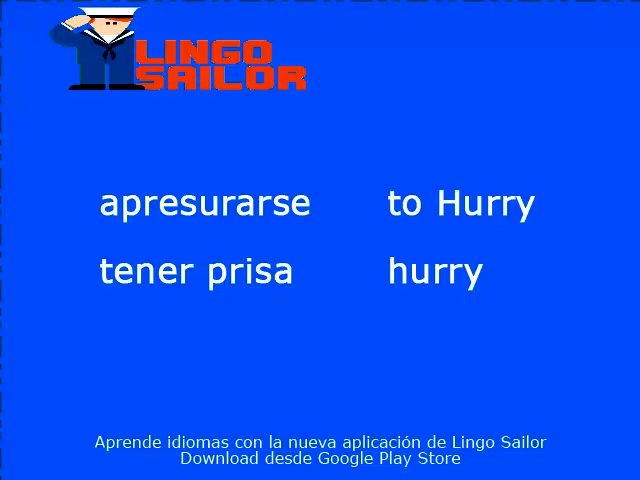 LINGO
SAILOR
apresurarse to Hurry
tener prisa hurry
Aprende idiomas con la nueva aplicación de Lingo Sailor
Download desde Google Play Store